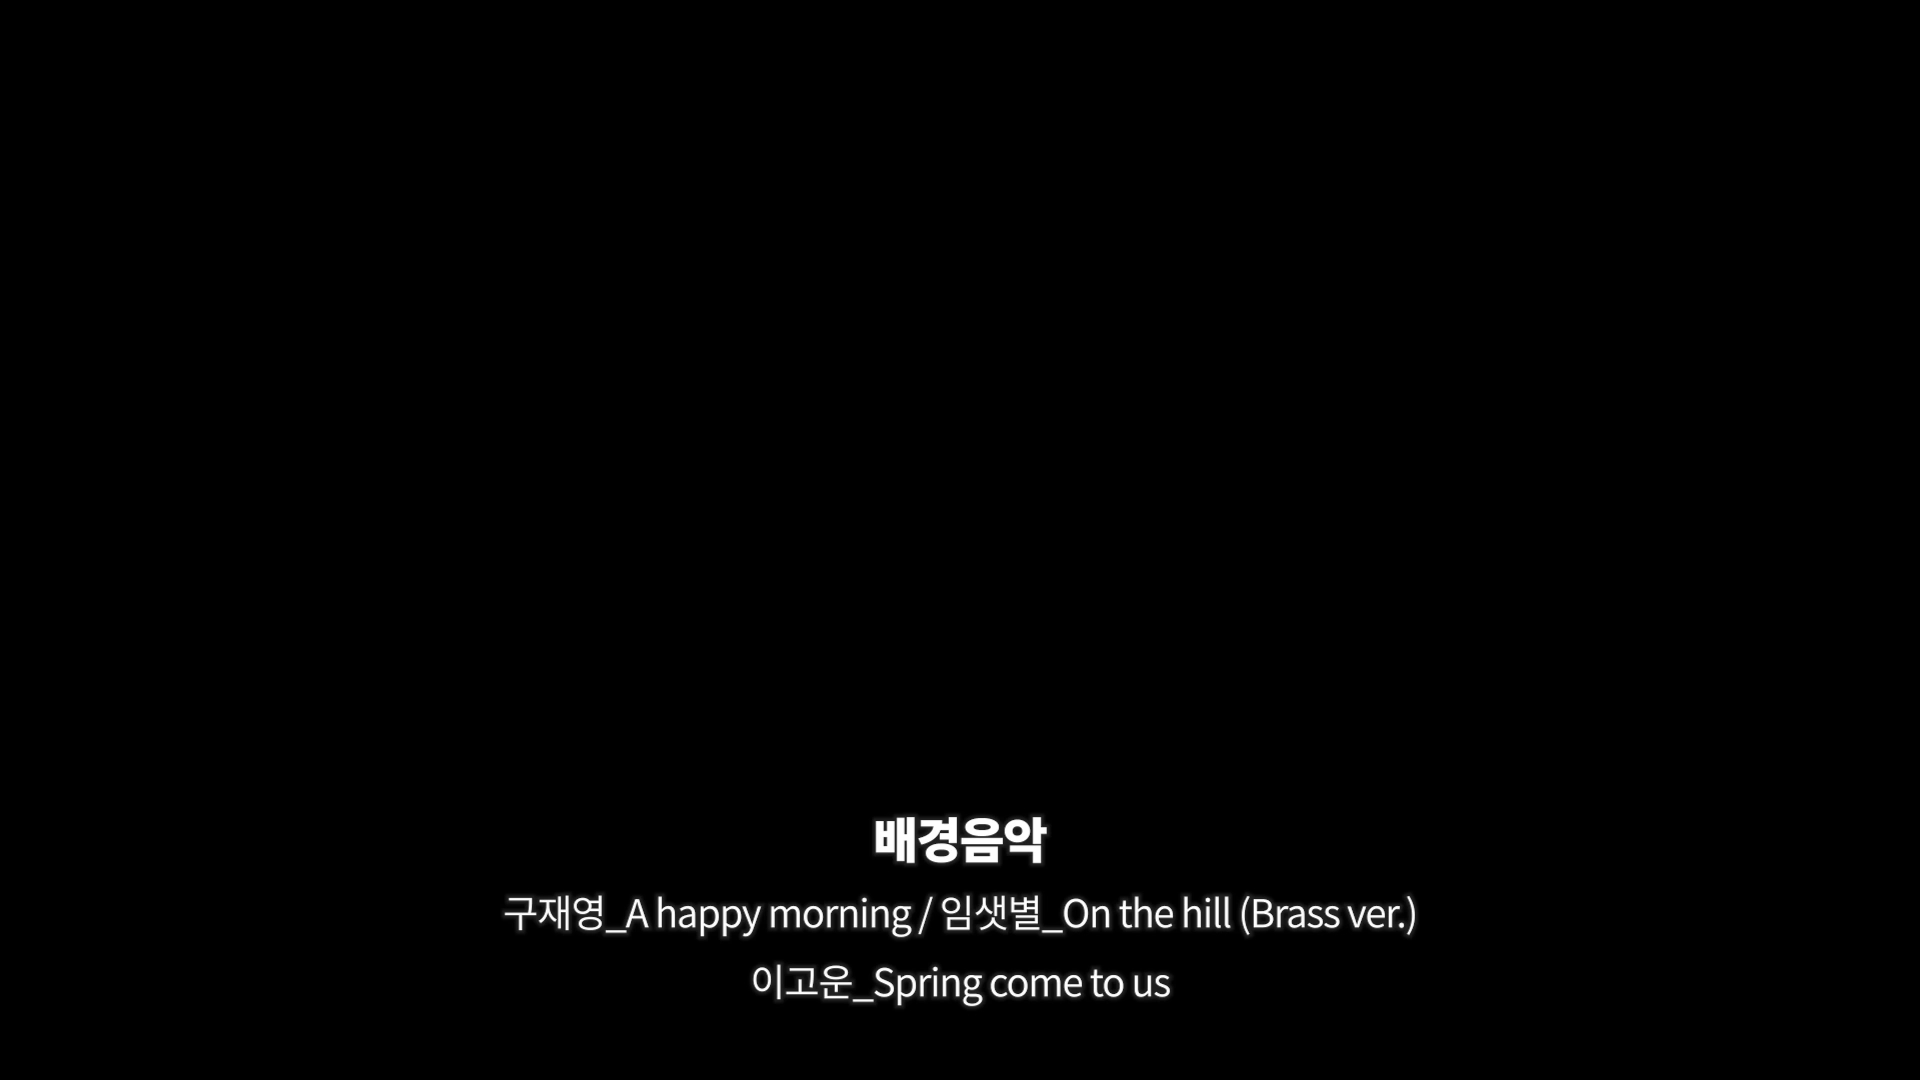 배경음악
구재영_A happy morning / 임샛별_On the hill (Brass ver.)
이고운_Spring come to us